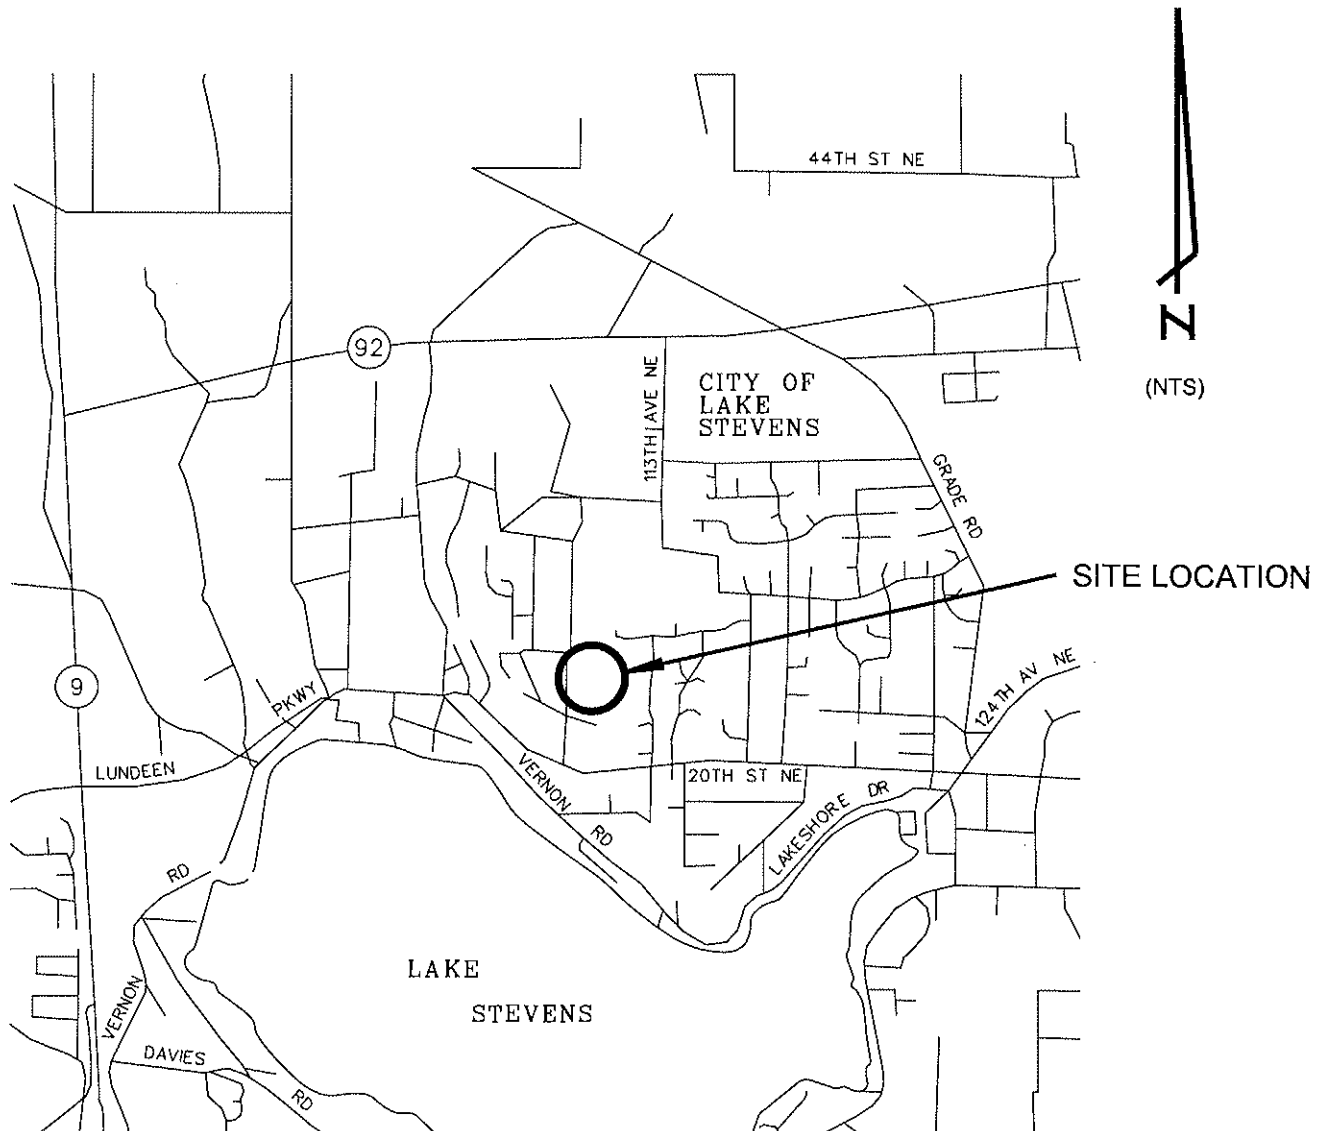 44TH ST NE
N
(NTS)
92
113TH AVE NE
CITY OF
LAKE
STEVENS
GRADE RD
SITE LOCATION
9
PKWY
124TH AV NE
LUNDEEN
VERNON
RD
20TH ST NE
LAKESHORE DR
RD
LAKE
STEVENS
VERNON
DAVIES
RD